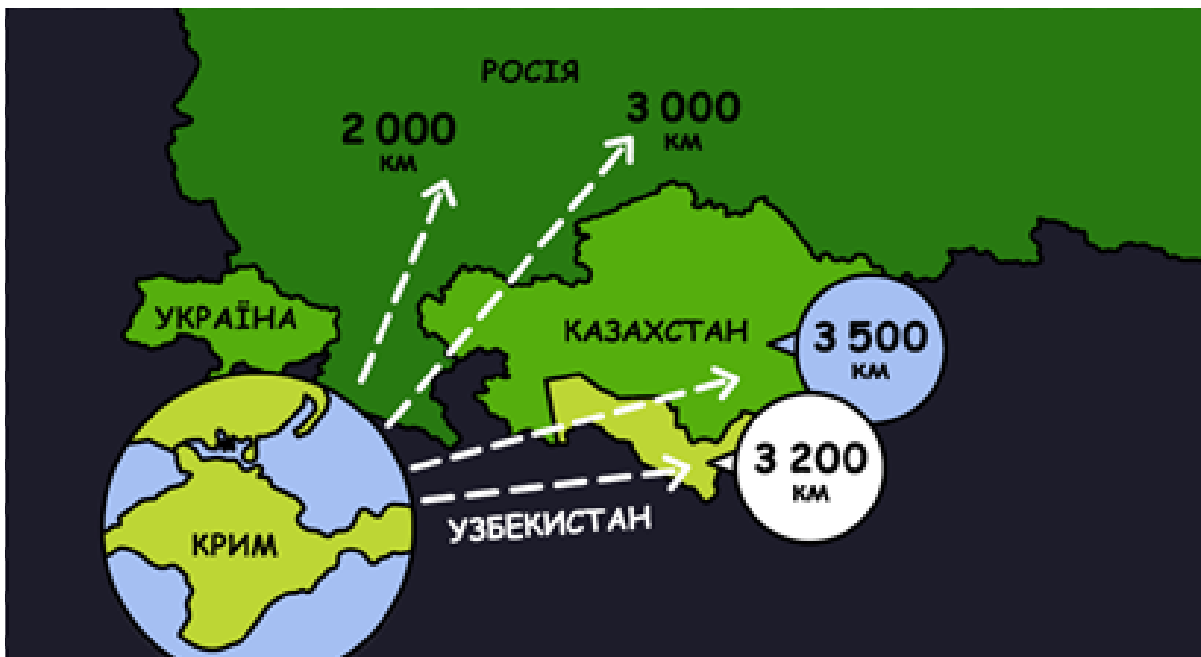 РОСІЯ
2 000
км
3 000
км
УКРАЇНА
КАЗАХСТАН
3 500
км
3 200
км
УЗБЕКИСТАН
КРИМ